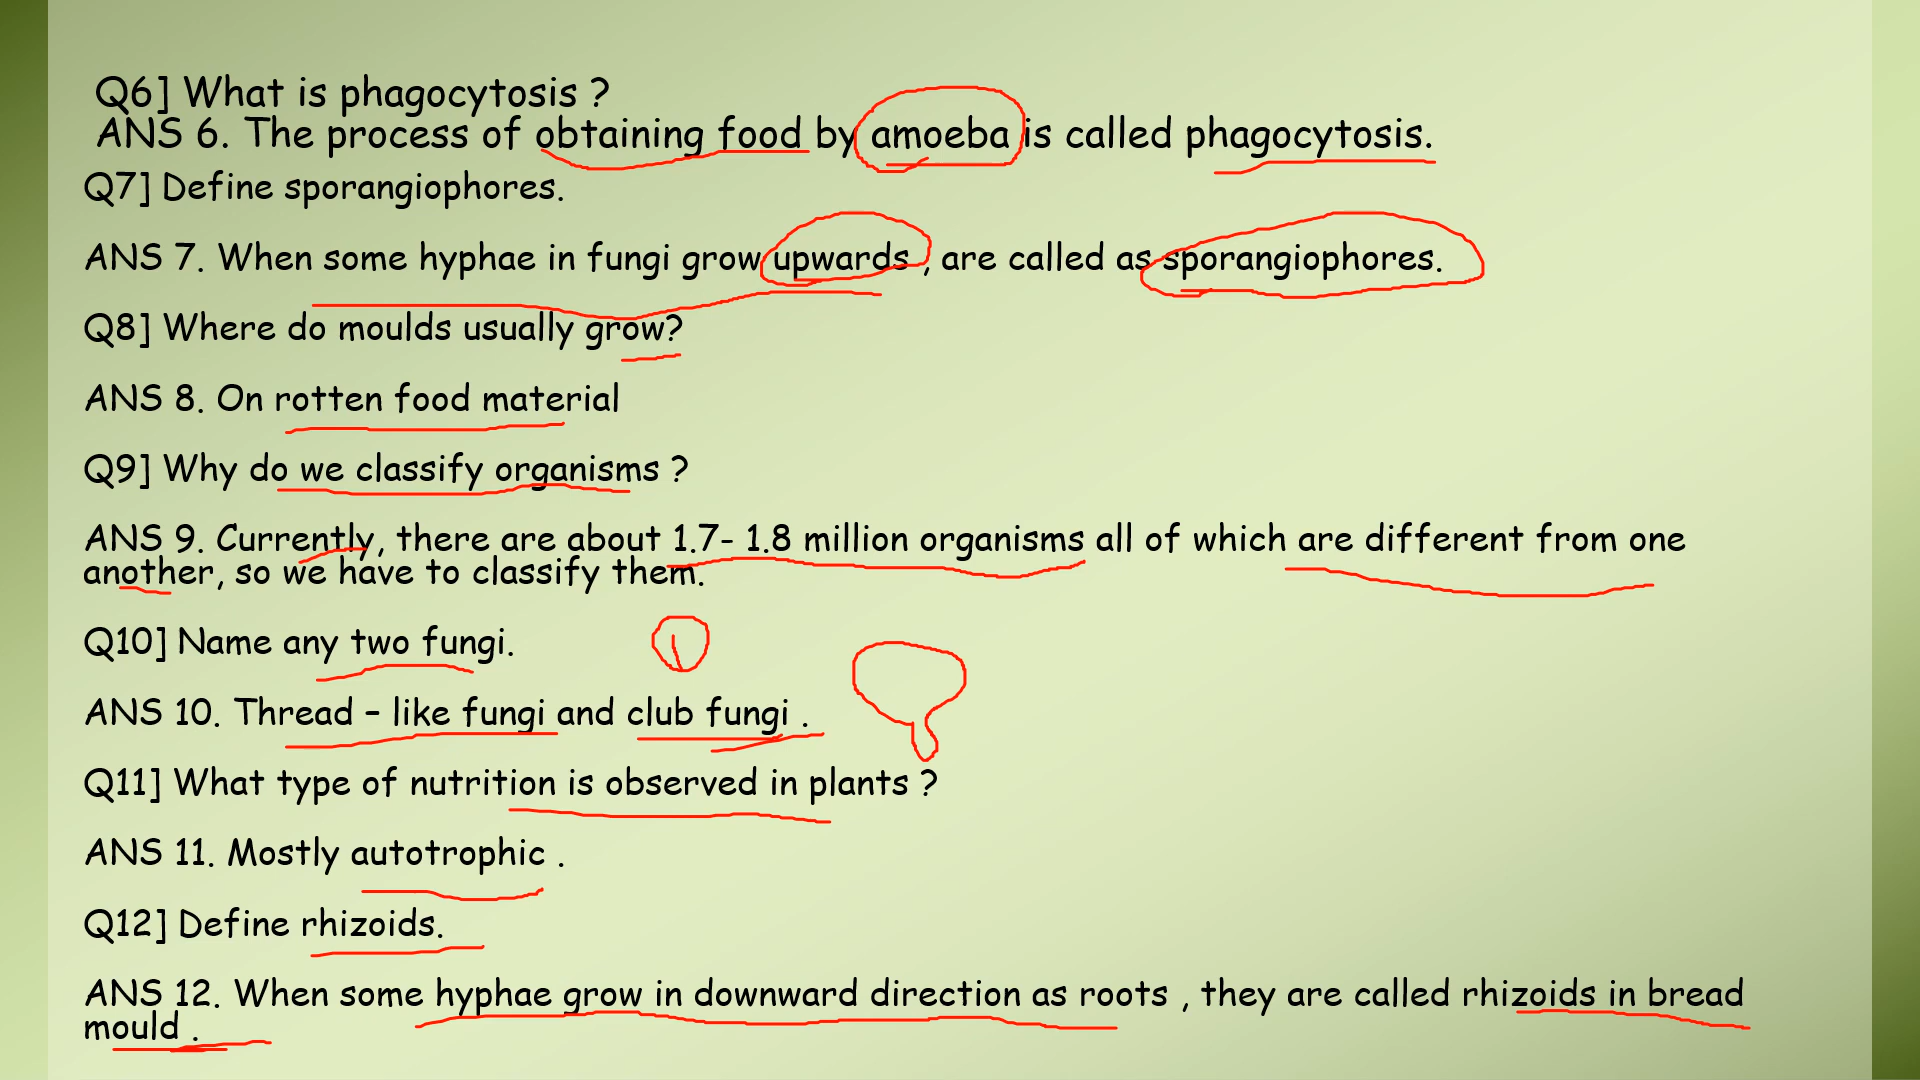 Q6] What is phagocytosis ?
ANS 6. The process of obtaining food by amoeba is called phagocytosis.
Q7] Define sporangiophores.
ANS 7. When some hyphae in fungi grow upwards , are called as sporangiophores.
Q8] Where do moulds usually grow?
ANS 8. On rotten food material
Q9] Why do we classify organisms ?
ANS 9. Currently, there are about 1.7- 1.8 million organisms all of which are different from one
another, so we have to classify them.
Q10] Name any two fungi.
ANS 10. Thread – like fungi and club fungi .
Q11] What type of nutrition is observed in plants ?
ANS 11. Mostly autotrophic .
Q12] Define rhizoids.
ANS 12. When some hyphae grow in downward direction as roots , they are called rhizoids in bread
mould .